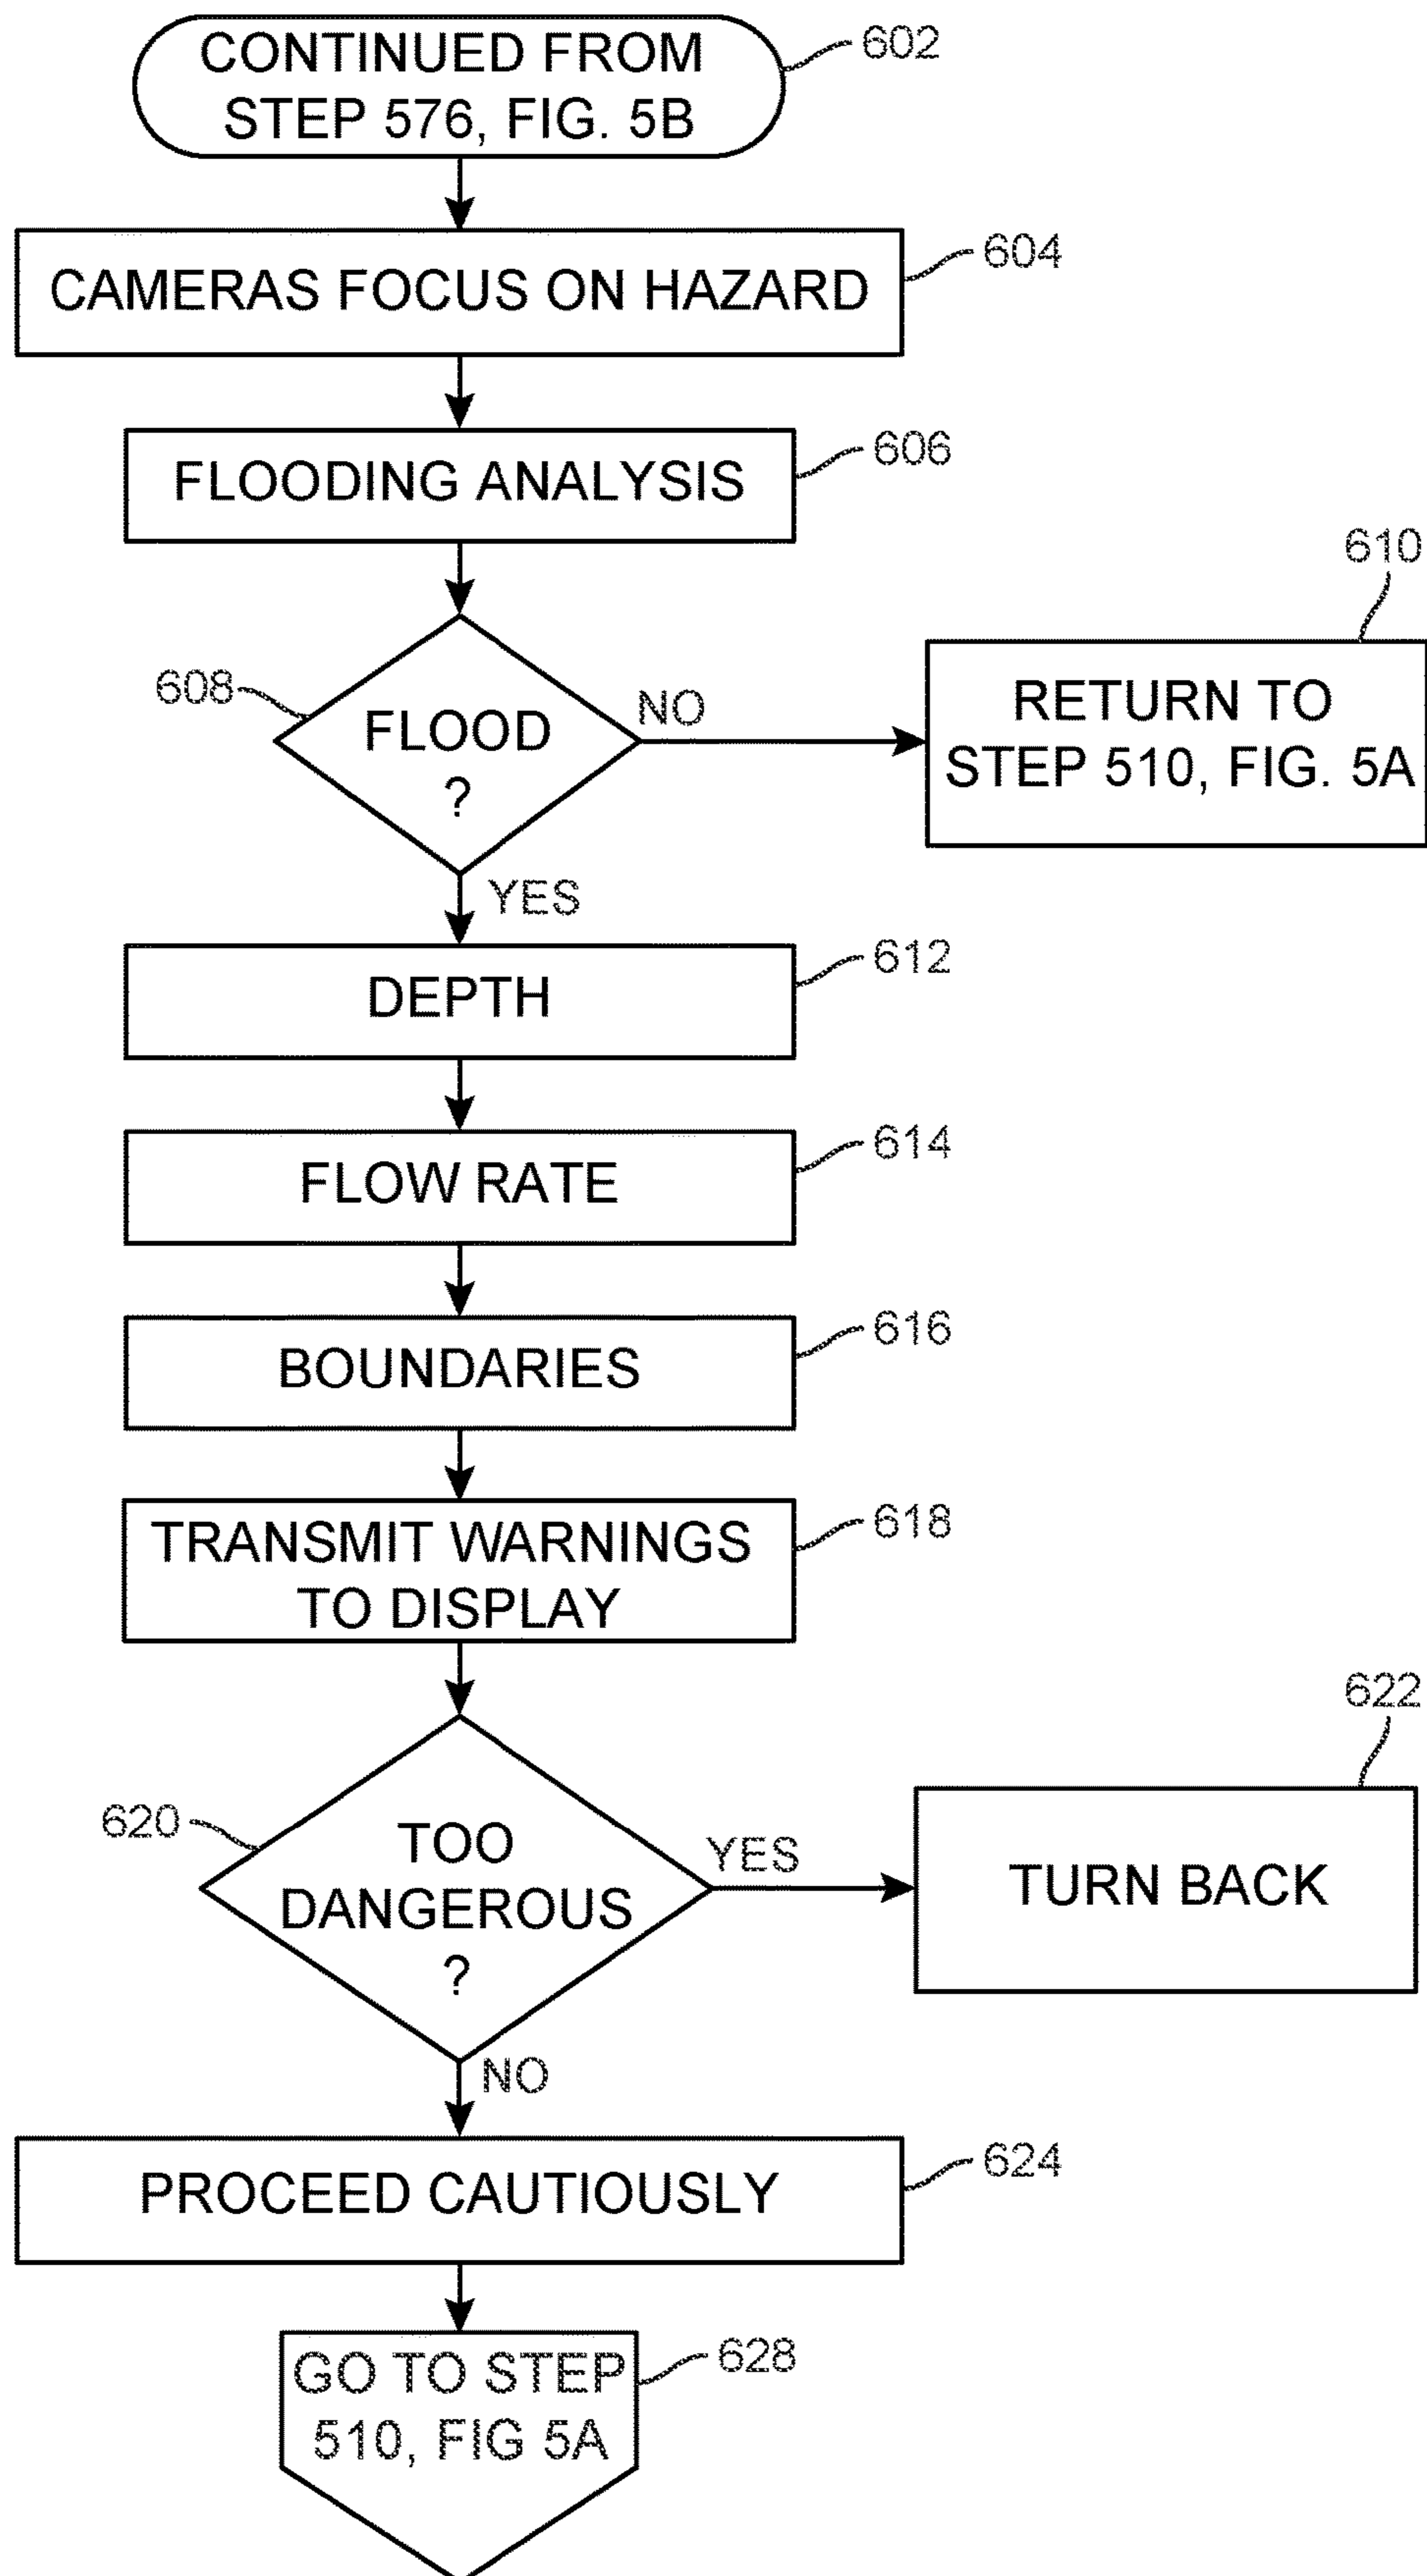 CONTINUED FROM
STEP 576, FIG. 5B
602
CAMERAS FOCUS ON HAZARD
604
FLOODING ANALYSIS
606
608
FLOOD
?
NO
610
RETURN TO
STEP 510, FIG. 5A
YES
DEPTH
612
FLOW RATE
614
BOUNDARIES
616
TRANSMIT WARNINGS
TO DISPLAY
618
620
TOO
DANGEROUS
?
YES
622
TURN BACK
NO
PROCEED CAUTIOUSLY
624
GO TO STEP
510, FIG 5A
628